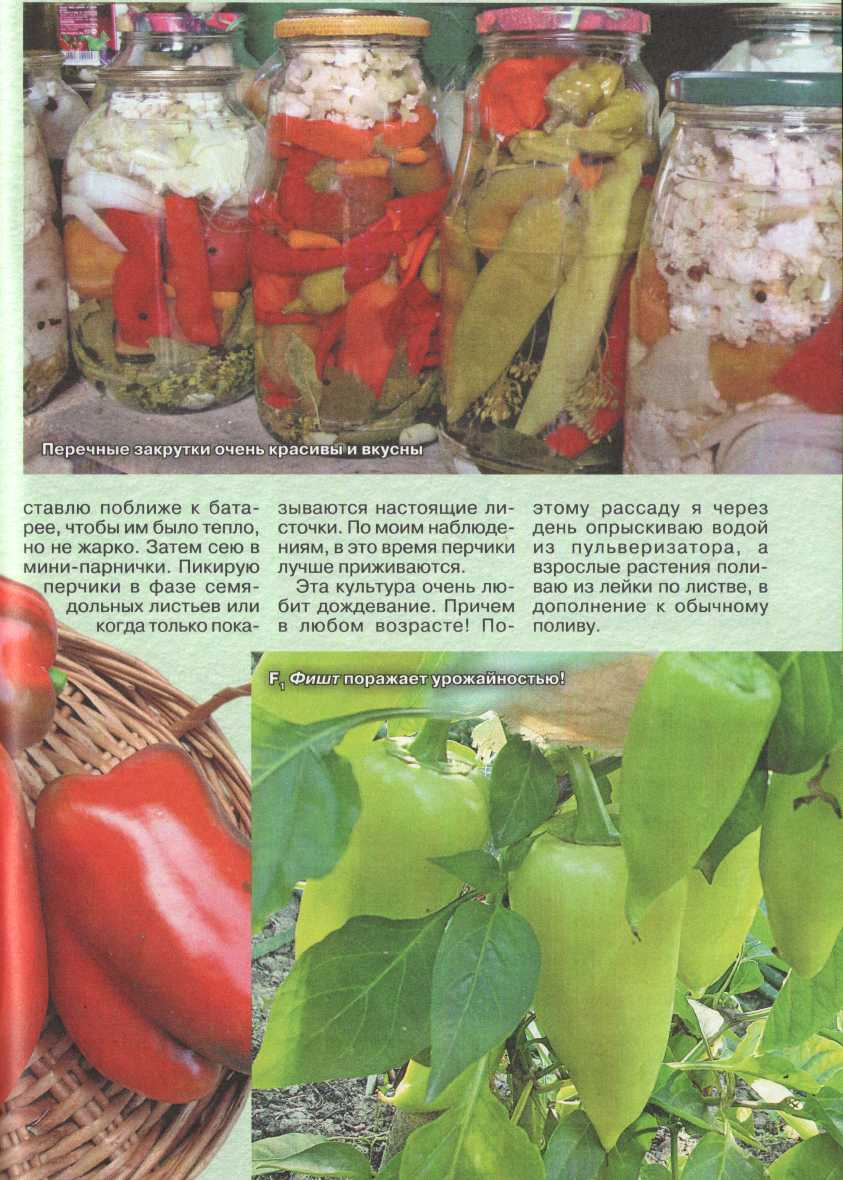 Перечные закрутки очень красивы и вкусны
ставлю поближе к бата-
рее, чтобы им было тепло,
но не жарко. Затем сею в
мини-парнички. Пикирую
перчики в фазе семя-
дольных листьев или
когда только пока-
зываются настоящие ли-
сточки. По моим наблюде-
ниям, в это время перчики
лучше приживаются.
Эта культура очень лю-
бит дождевание. Причем
в любом возрасте! По-
этому рассаду я через
день опрыскиваю водой
из пульверизатора, а
взрослые растения поли-
ваю из лейки по листве, в
дополнение к обычному
поливу.
F₁ Фишт поражает урожайностью!